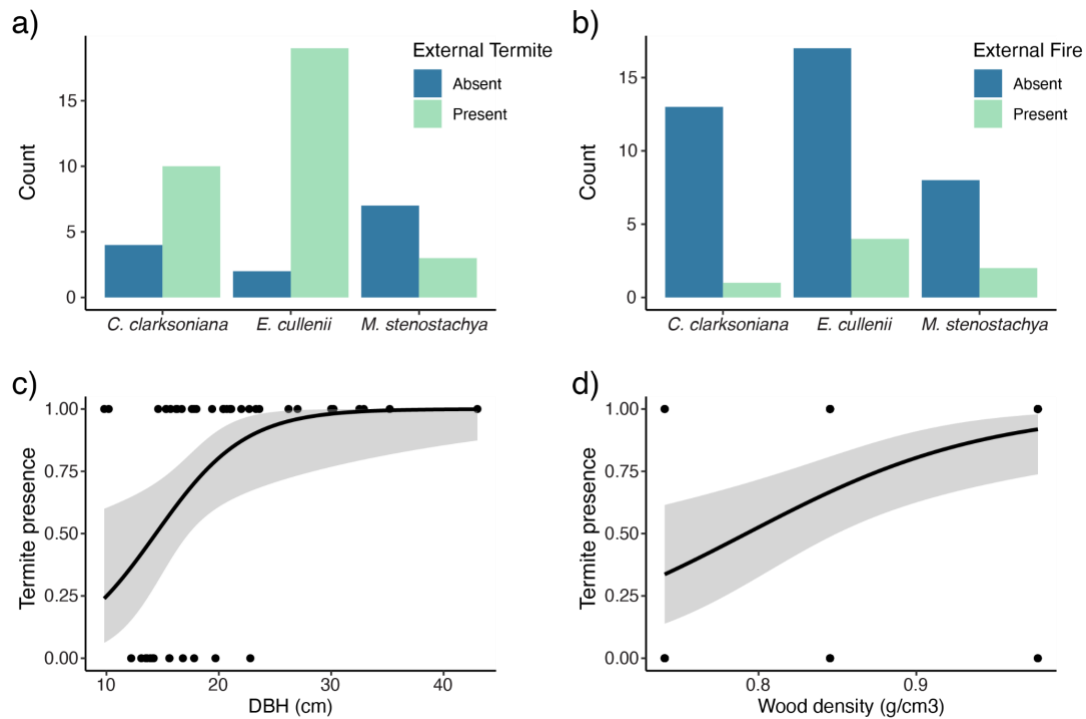 a)
External Termite
Absent
Present
Count
15
10
5
0
C. clarksoniana
E. cullenii
M. stenostachya
b)
External Fire
Absent
Present
Count
15
10
5
0
C. clarksoniana
E. cullenii
M. stenostachya
c)
Termite presence
1.00
0.75
0.50
0.25
0.00
10 20 30 40
DBH (cm)
d)
Termite presence
1.00
0.75
0.50
0.25
0.00
0.8 0.9
Wood density (g/cm3)